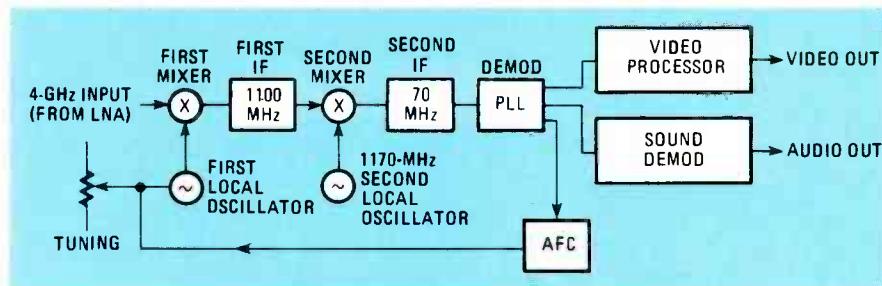 FIRST
MIXER
FIRST
IF
SECOND
MIXER
SECOND
IF
DEMOD
VIDEO
PROCESSOR
VIDEO OUT
4-GHz INPUT
(FROM LNA)
X
1100
MHz
X
70
MHz
PLL
SOUND
DEMOD
AUDIO OUT
FIRST
LOCAL
OSCILLATOR
1170-MHz
SECOND
LOCAL
OSCILLATOR
TUNING
AFC